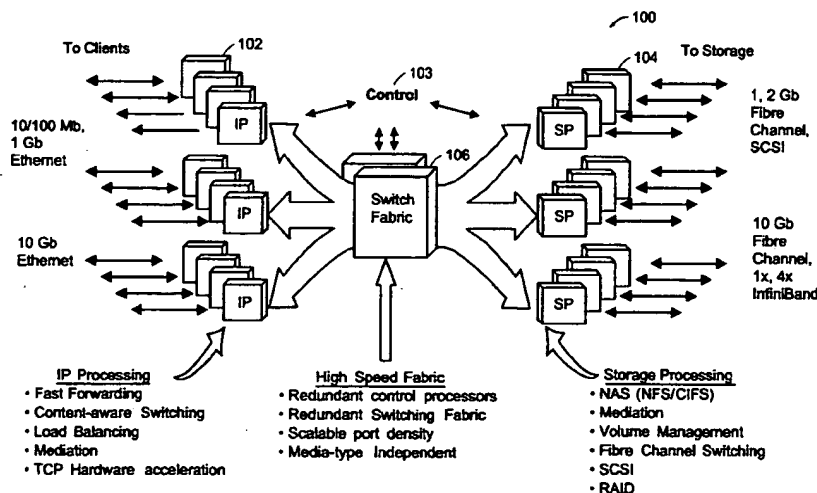 100
To Clients
102
103
Control
104
To Storage
10/100 Mb,
1 Gb
Ethernet
IP
106
SP
1, 2 Gb
Fibre
Channel,
SCSI
Switch
Fabric
IP
SP
10 Gb
Ethernet
10 Gb
Fibre
Channel,
1x, 4x
InfiniBand
IP
SP
IP Processing
• Fast Forwarding
• Content-aware Switching
• Load Balancing
• Mediation
• TCP Hardware acceleration
High Speed Fabric
• Redundant control processors
• Redundant Switching Fabric
• Scalable port density
• Media-type Independent
Storage Processing
• NAS (NFS/CIFS)
• Mediation
• Volume Management
• Fibre Channel Switching
• SCSI
• RAID